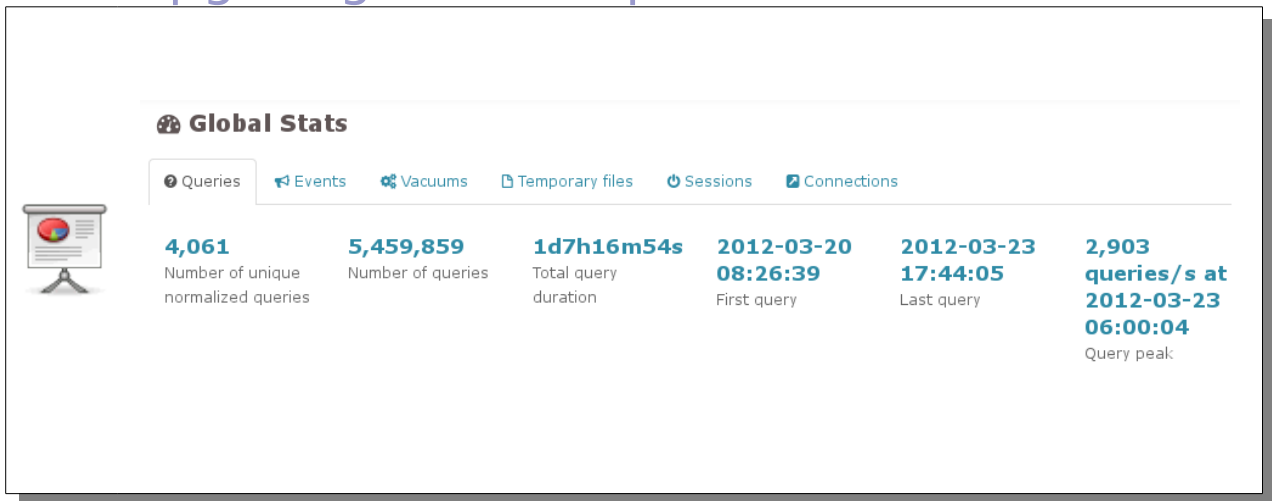 Global Stats
Queries Events Vacuums Temporary files Sessions Connections
4,061
Number of unique
normalized queries
5,459,859
Number of queries
1d7h16m54s
Total query
duration
2012-03-20
08:26:39
First query
2012-03-23
17:44:05
Last query
2,903
queries/s at
2012-03-23
06:00:04
Query peak